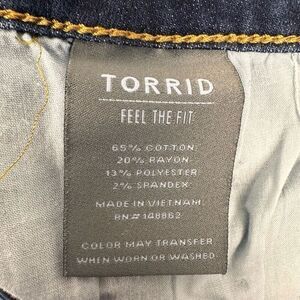 TORRID
FEEL THE FIT
65% COTTON
20% RAYON
13% POLYESTER
2% SPANDEX
MADE IN VIETNAM
RN# 148862
COLOR MAY TRANSFER
WHEN WORN OR WASHED